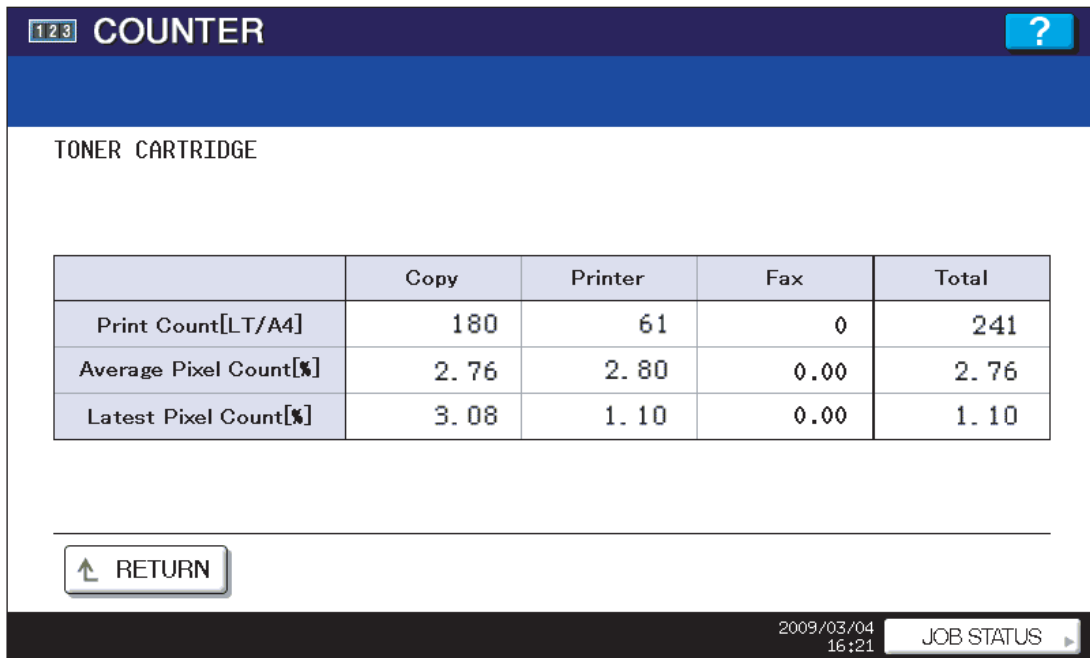 123 COUNTER ?
TONER CARTRIDGE
Copy Printer Fax Total
Print Count[LT/A4] 180 61 0 241
Average Pixel Count[%] 2.76 2.80 0.00 2.76
Latest Pixel Count[%] 3.08 1.10 0.00 1.10
RETURN
2009/03/04
16:21
JOB STATUS